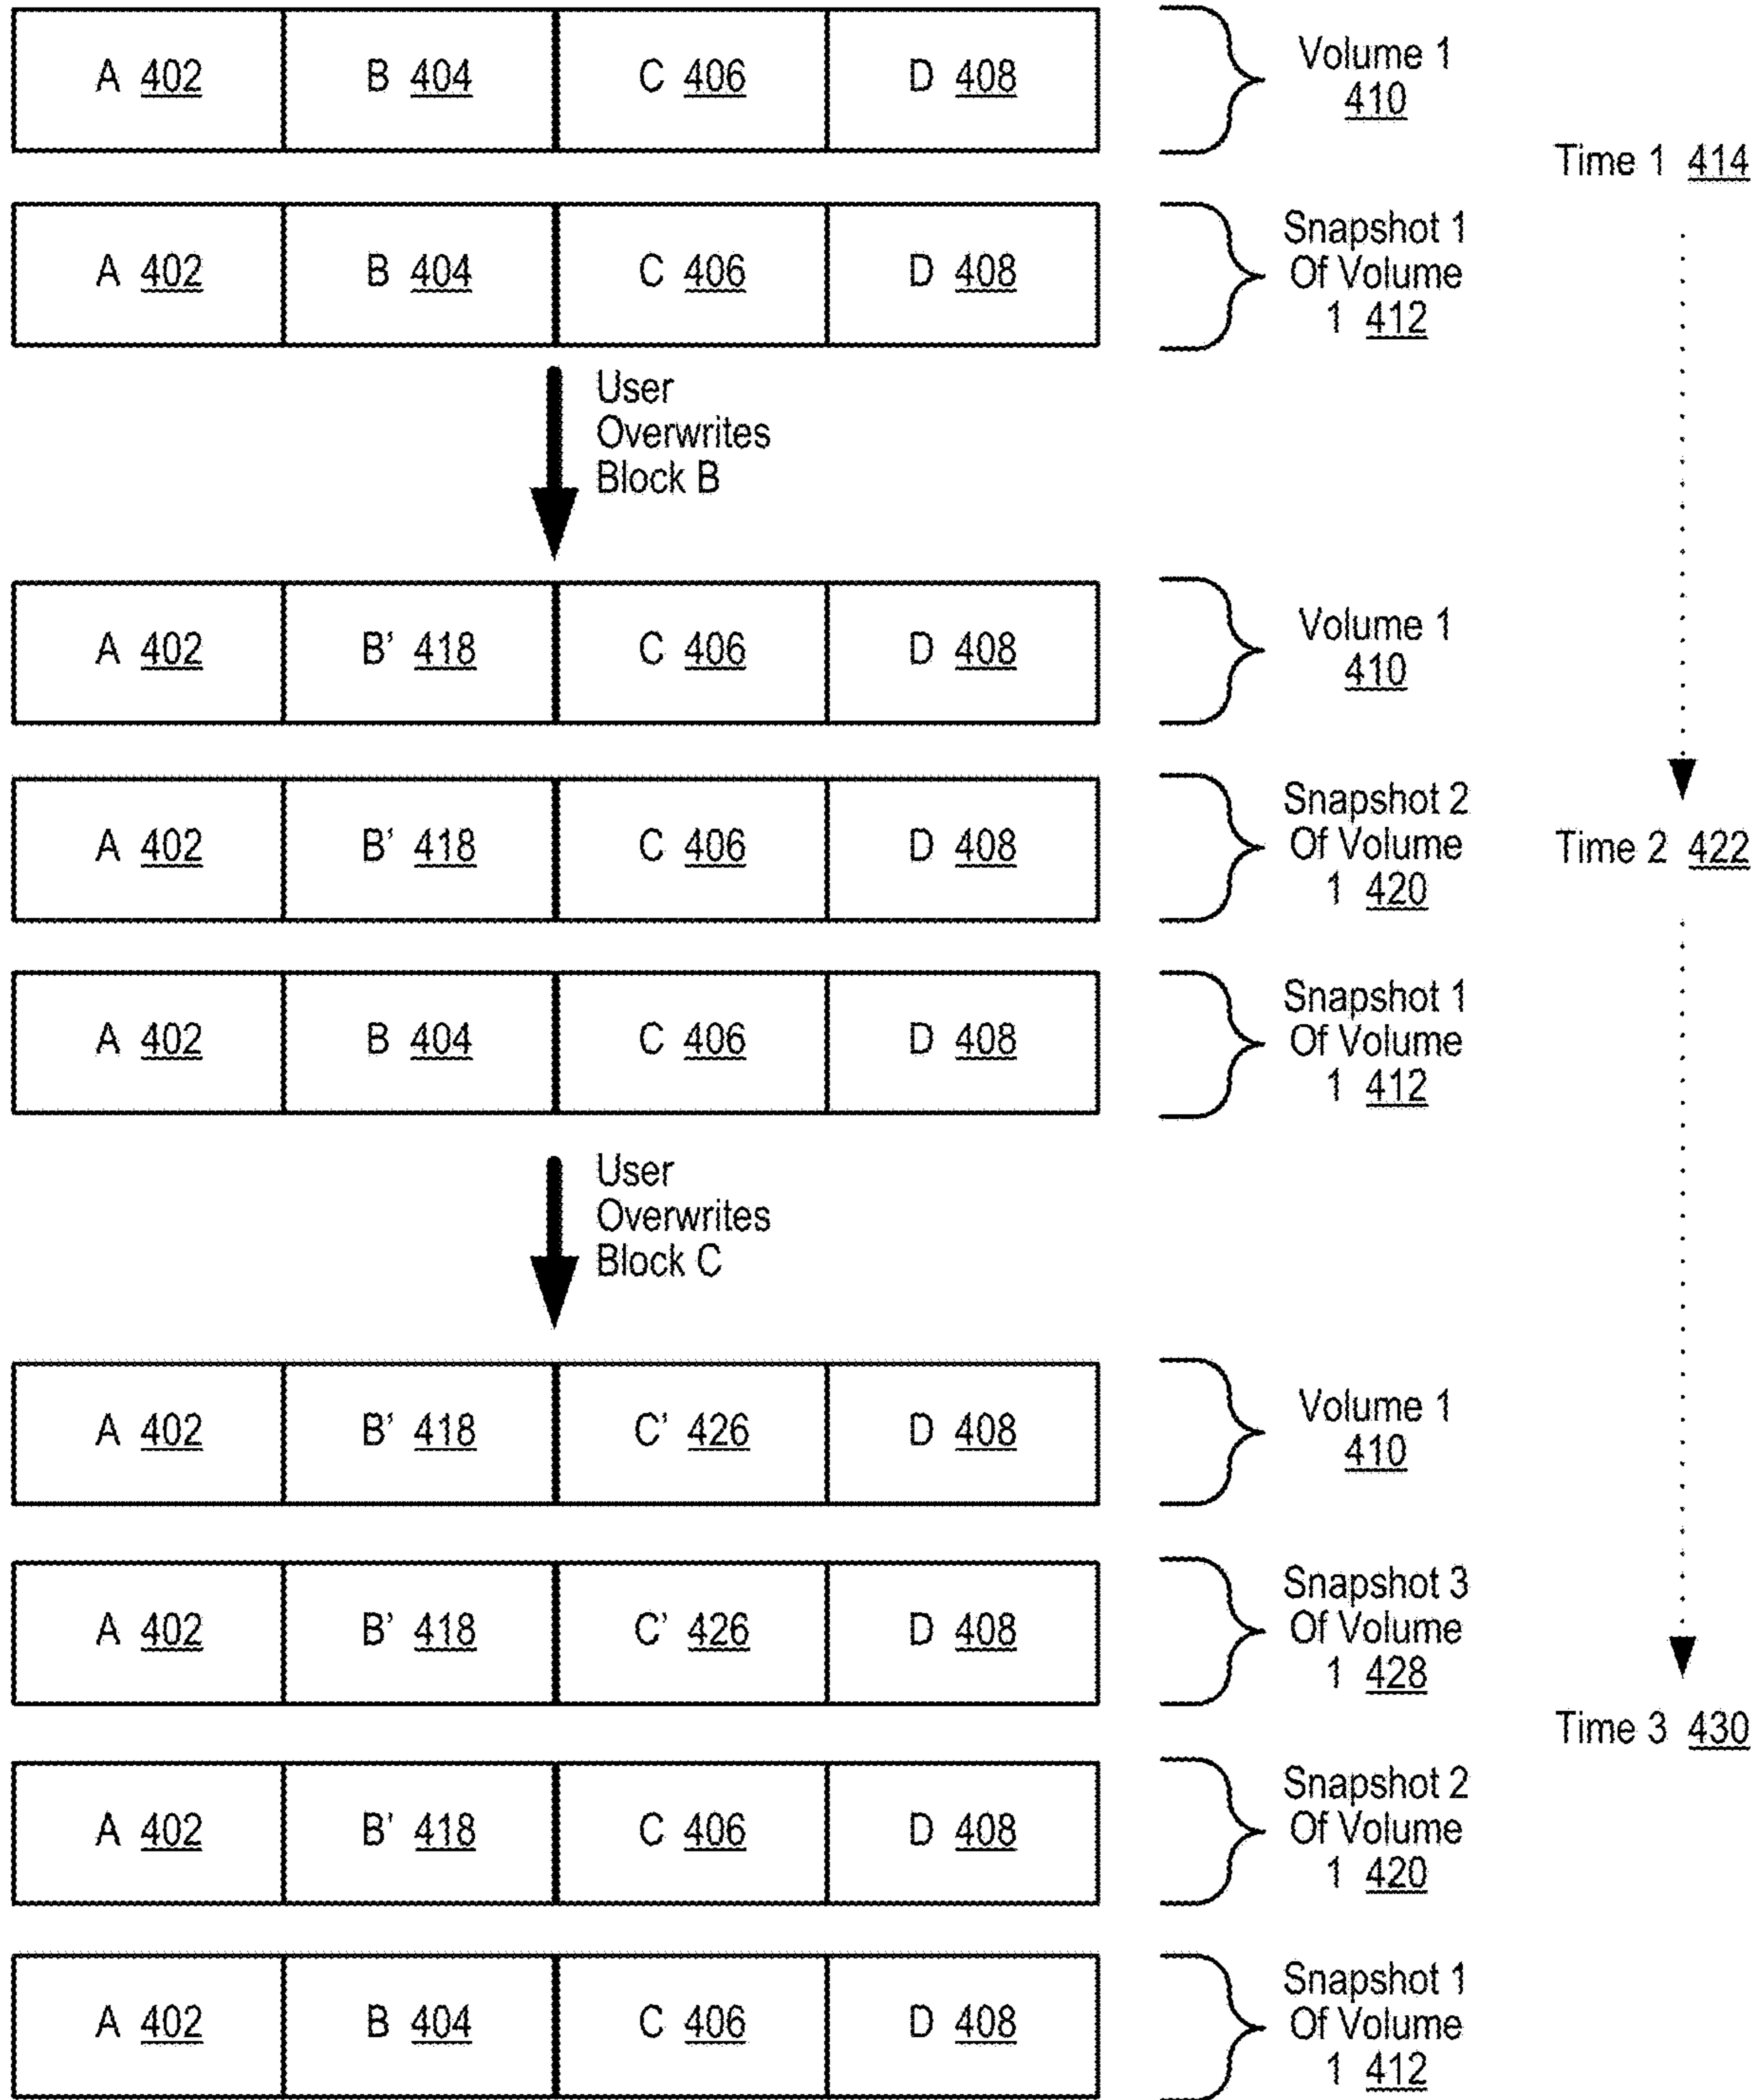 A 402 B 404 C 406 D 408
Volume 1
410
Time 1 414
A 402 B 404 C 406 D 408
Snapshot 1
Of Volume
1 412
User
Overwrites
Block B
A 402 B' 418 C 406 D 408
Volume 1
410
A 402 B' 418 C 406 D 408
Snapshot 2
Of Volume
1 420
Time 2 422
A 402 B 404 C 406 D 408
Snapshot 1
Of Volume
1 412
User
Overwrites
Block C
A 402 B' 418 C' 426 D 408
Volume 1
410
A 402 B' 418 C' 426 D 408
Snapshot 3
Of Volume
1 428
Time 3 430
A 402 B' 418 C 406 D 408
Snapshot 2
Of Volume
1 420
A 402 B 404 C 406 D 408
Snapshot 1
Of Volume
1 412